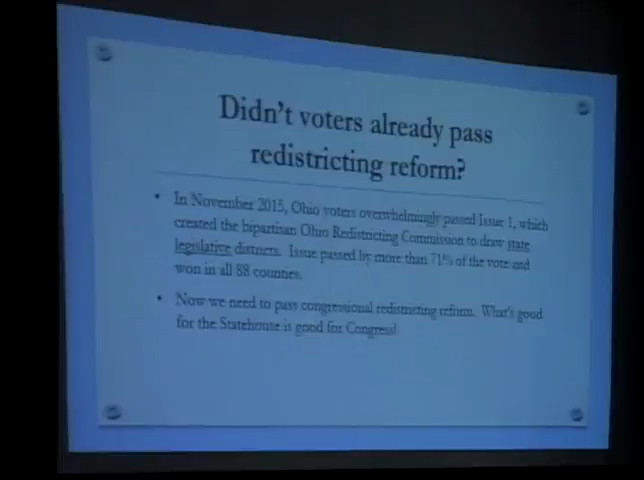 Didn't voters already pass
redistricting reform?
• In November 2015, Ohio voters overwhelmingly passed Issue 1, which
created the bipartisan Ohio Redistricting Commission to draw state
legislative districts. Issue passed by more than 71% of the vote and
won in all 88 counties.
• Now we need to pass congressional redistricting reform. What's good
for the Statehouse is good for Congress!